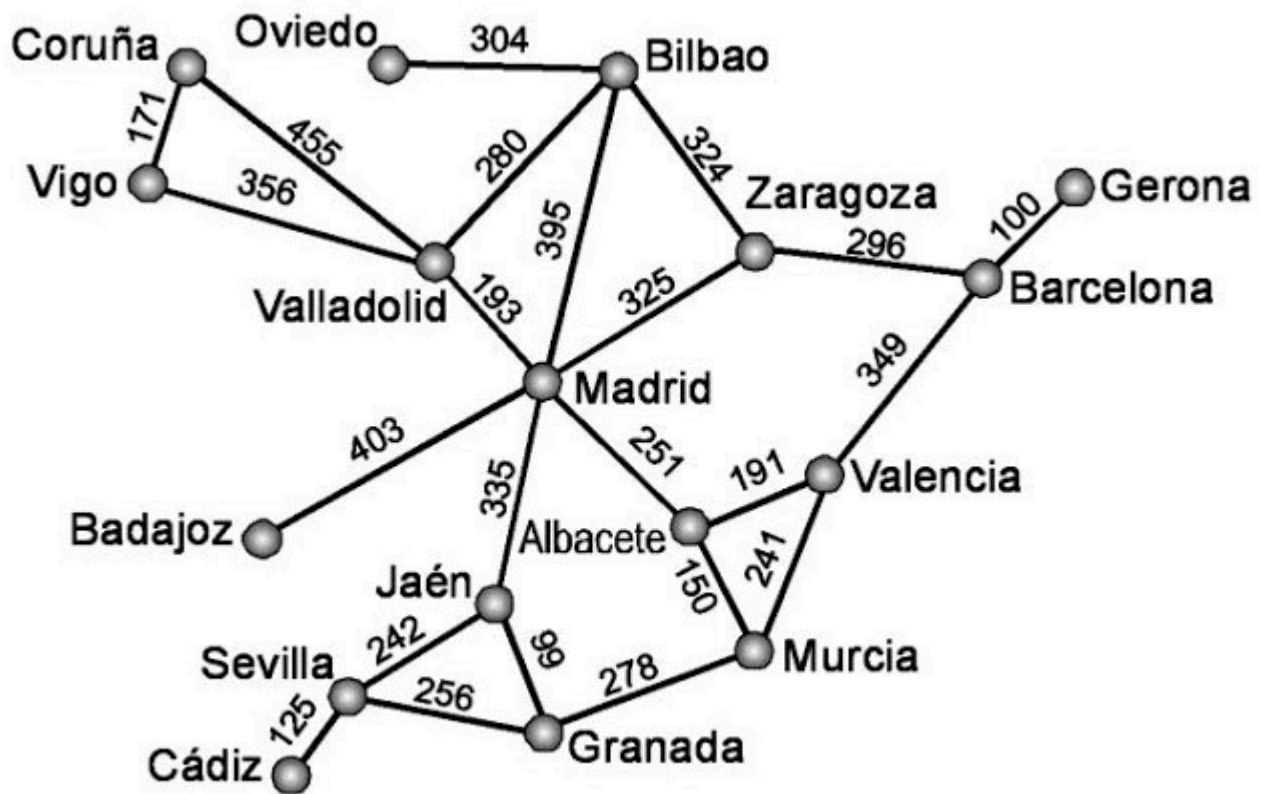 Coruña
Oviedo
304
Bilbao
171
455
280
324
Vigo
356
395
Zaragoza
Gerona
100
296
Valladolid
193
325
Barcelona
349
Madrid
403
251
191
Valencia
335
Badajoz
Albacete
241
150
Jaén
242
99
Sevilla
278
Murcia
256
125
Granada
Cádiz